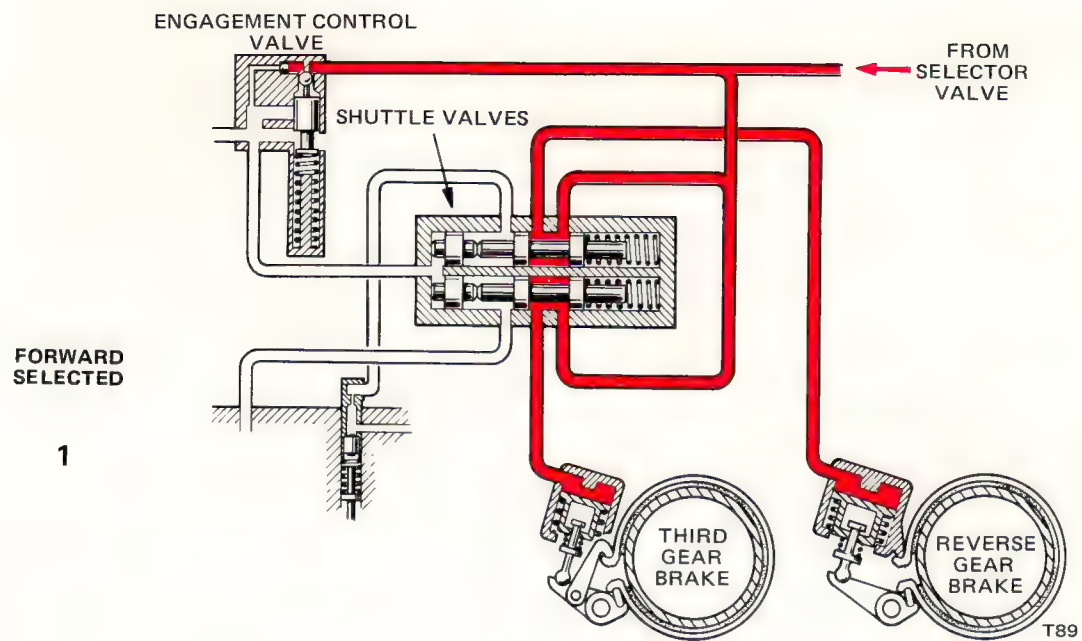 ENGAGEMENT CONTROL
VALVE
FROM
SELECTOR
VALVE
SHUTTLE VALVES
FORWARD
SELECTED
1
THIRD
GEAR
BRAKE
REVERSE
GEAR
BRAKE
T89